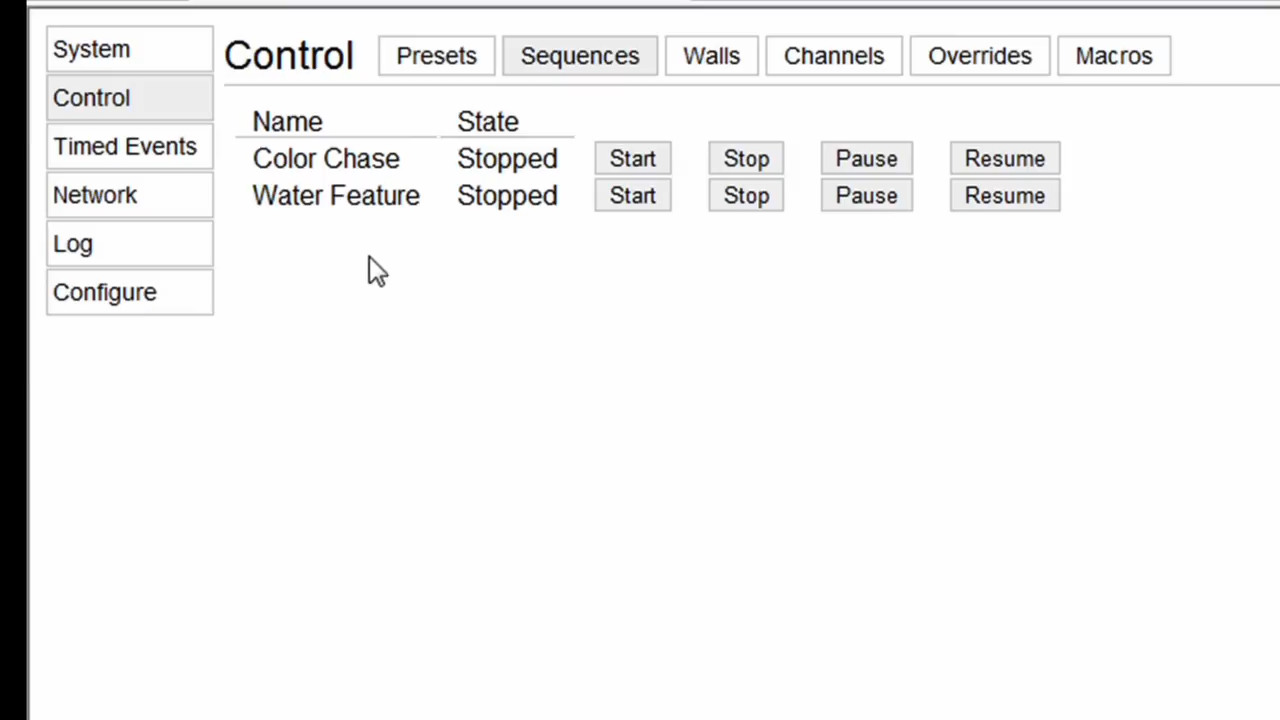 System
Control
Timed Events
Network
Log
Configure
Control Presets Sequences Walls Channels Overrides Macros
Name State
Color Chase Stopped Start Stop Pause Resume
Water Feature Stopped Start Stop Pause Resume